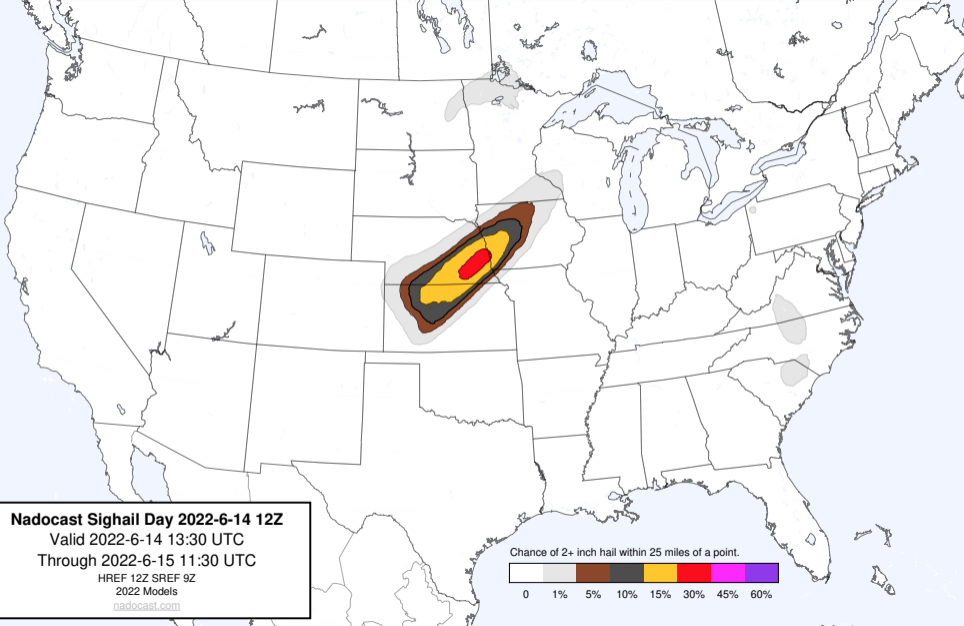 Nadocast Sighail Day 2022-6-14 12Z
Valid 2022-6-14 13:30 UTC
Through 2022-6-15 11:30 UTC
HREF 12Z SREF 9Z
2022 Models
nadocast.com
Chance of 2+ inch hail within 25 miles of a point.
0 1% 5% 10% 15% 30% 45% 60%